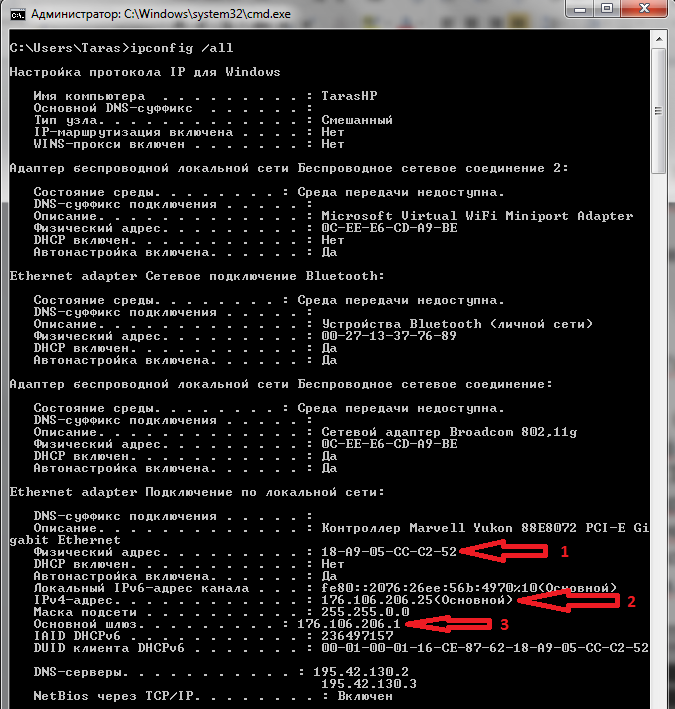 Администратор: C:\Windows\system32\cmd.exe
C:\Users\Taras>ipconfig /all
Настройка протокола IP для Windows
Имя компьютера . . . . . . . . . : TarasHP
Основной DNS-суффикс . . . . . . :
Тип узла. . . . . . . . . . . . . : Смешанный
IP-маршрутизация включена . . . . : Нет
WINS-прокси включен . . . . . . . : Нет
Адаптер беспроводной локальной сети Беспроводное сетевое соединение 2:
Состояние среды. . . . . . . . : Среда передачи недоступна.
DNS-суффикс подключения . . . . . :
Описание. . . . . . . . . . . . . : Microsoft Virtual WiFi Miniport Adapter
Физический адрес. . . . . . . . . : 0C-EE-E6-CD-A9-BE
DHCP включен. . . . . . . . . . . : Нет
Автонастройка включена. . . . . . : Да
Ethernet adapter Сетевое подключение Bluetooth:
Состояние среды. . . . . . . . : Среда передачи недоступна.
DNS-суффикс подключения . . . . . :
Описание. . . . . . . . . . . . . : Устройства Bluetooth (личной сети)
Физический адрес. . . . . . . . . : 00-27-13-37-76-89
DHCP включен. . . . . . . . . . . : Да
Автонастройка включена. . . . . . : Да
Адаптер беспроводной локальной сети Беспроводное сетевое соединение:
Состояние среды. . . . . . . . : Среда передачи недоступна.
DNS-суффикс подключения . . . . . :
Описание. . . . . . . . . . . . . : Сетевой адаптер Broadcom 802,11g
Физический адрес. . . . . . . . . : 0C-EE-E6-CD-A9-BE
DHCP включен. . . . . . . . . . . : Да
Автонастройка включена. . . . . . : Да
Ethernet adapter Подключение по локальной сети:
DNS-суффикс подключения . . . . . :
Описание. . . . . . . . . . . . . : Контроллер Marvell Yukon 88E8072 PCI-E Gi
gabit Ethernet
Физический адрес. . . . . . . . . : 18-A9-05-CC-C2-52 1
DHCP включен. . . . . . . . . . . : Нет
Автонастройка включена. . . . . . : Да
Локальный IPv6-адрес канала . . . : fe80::2076:26ee:56b:4970%10(Основной)
IPv4-адрес. . . . . . . . . . . . : 176.106.206.25(Основной) 2
Маска подсети . . . . . . . . . . : 255.255.0.0
Основной шлюз. . . . . . . . . : 176.106.206.1 3
IAID DHCPv6 . . . . . . . . . . . : 236497157
DUID клиента DHCPv6 . . . . . . . : 00-01-00-01-16-CE-87-62-18-A9-05-CC-C2-52
DNS-серверы. . . . . . . . . . . : 195.42.130.2
195.42.130.3
NetBios через TCP/IP. . . . . . . . : Включен